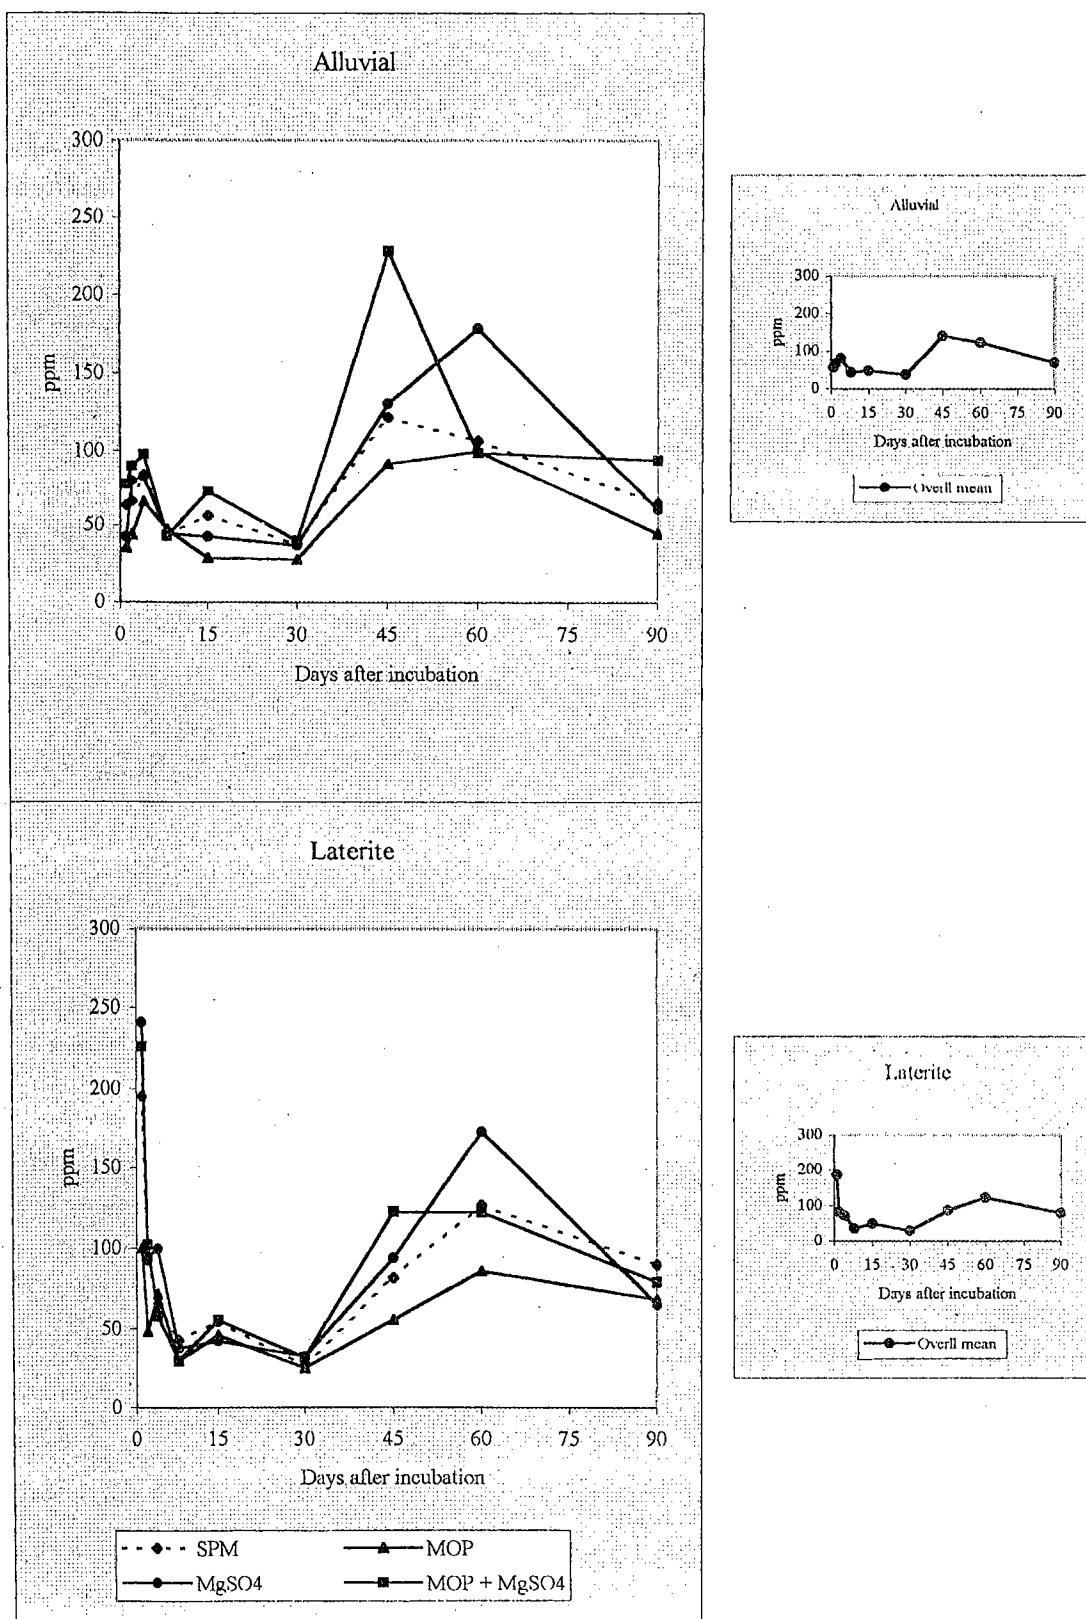 Alluvial
300
250
200
150
100
50
0
ppm
0 15 30 45 60 75 90
Days after incubation
Alluvial
300
200
100
0
ppm
0 15 30 45 60 75 90
Days after incubation
Overll mean
Laterite
300
250
200
150
100
50
0
ppm
0 15 30 45 60 75 90
Days after incubation
SPM MOP
MgSO4 MOP + MgSO4
Laterite
300
200
100
0
ppm
0 15 30 45 60 75 90
Days after incubation
Overll mean